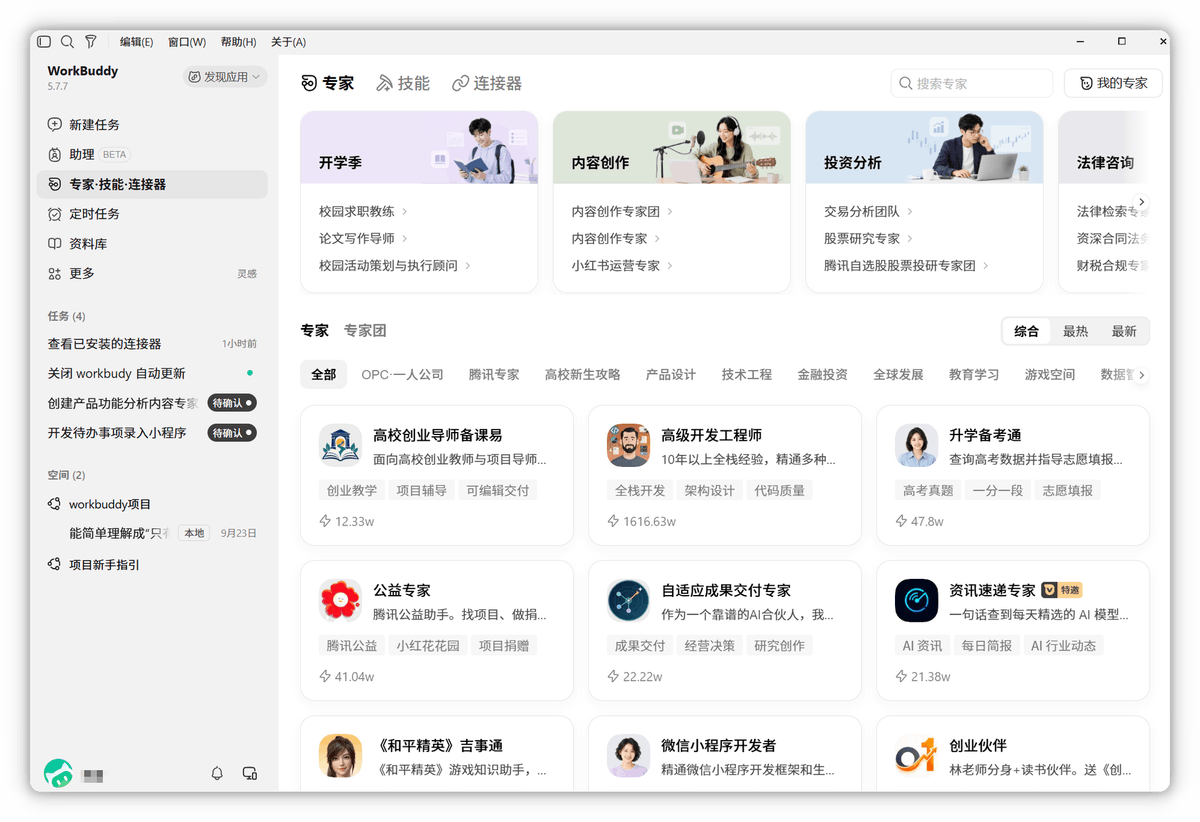 编辑(E) 窗口(W) 帮助(H) 关于(A)
WorkBuddy
5.7.7
发现应用
新建任务
助理 BETA
专家·技能·连接器
定时任务
资料库
更多 灵感
任务 (4)
查看已安装的连接器 1小时前
关闭 workbudy 自动更新
创建产品功能分析内容专家 待确认
开发待办事项录入小程序 待确认
空间 (2)
workbuddy项目
能简单理解成“只 本地 9月23日
项目新手指引
专家 技能 连接器
搜索专家
我的专家
开学季
校园求职教练
论文写作导师
校园活动策划与执行顾问
内容创作
内容创作专家团
内容创作专家
小红书运营专家
投资分析
交易分析团队
股票研究专家
腾讯自选股股票投研专家团
法律咨询
法律检索专
资深合同法
财税合规专
专家 专家团
综合 最热 最新
全部 OPC·一人公司 腾讯专家 高校新生攻略 产品设计 技术工程 金融投资 全球发展 教育学习 游戏空间 数据
高校创业导师备课易
面向高校创业教师与项目导师...
创业教学 项目辅导 可编辑交付
12.33w
高级开发工程师
10年以上全栈经验，精通多种...
全栈开发 架构设计 代码质量
1616.63w
升学备考通
查询高考数据并指导志愿填报...
高考真题 一分一段 志愿填报
47.8w
公益专家
腾讯公益助手。找项目、做捐...
腾讯公益 小红花花园 项目捐赠
41.04w
自适应成果交付专家
作为一个靠谱的AI合伙人，我...
成果交付 经营决策 研究创作
22.22w
资讯速递专家 特邀
一句话查到每天精选的 AI 模型...
AI 资讯 每日简报 AI 行业动态
21.38w
《和平精英》吉事通
《和平精英》游戏知识助手，...
微信小程序开发者
精通微信小程序开发框架和生...
创业伙伴
林老师分身+读书伙伴。送《创...